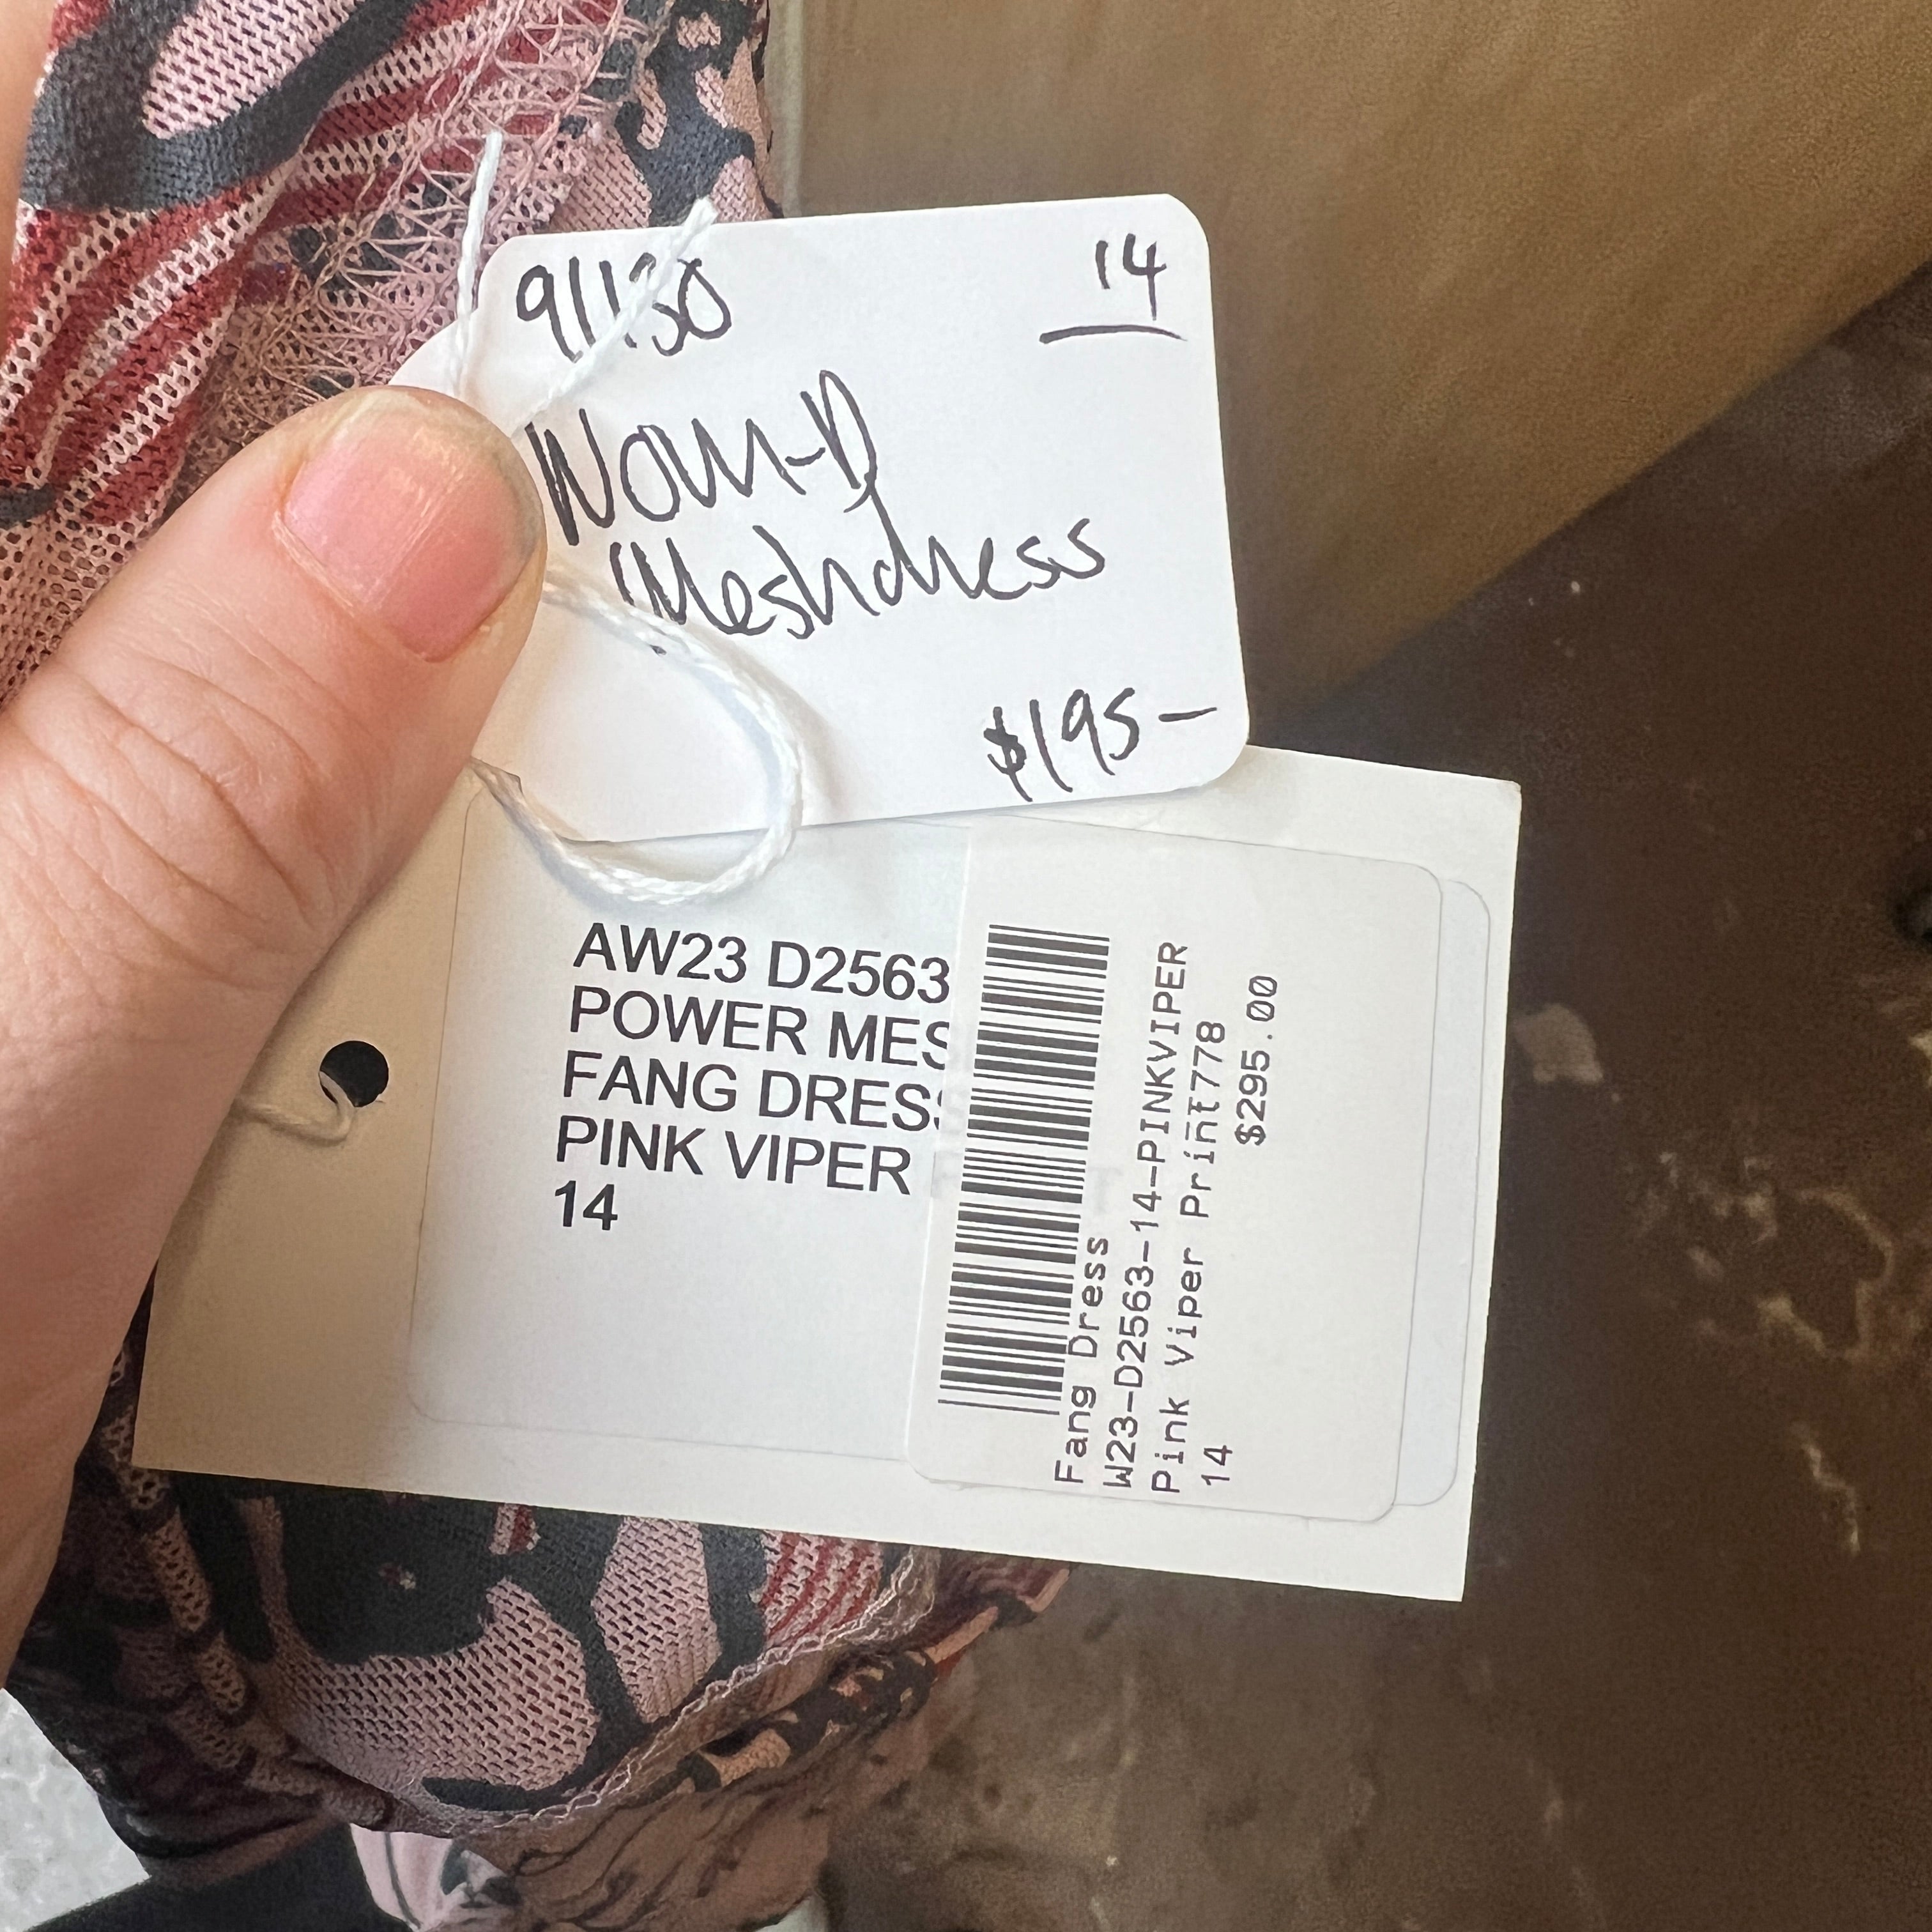 91130
14
Nom-D
Meshdress
$195-
AW23 D2563
POWER MES
FANG DRES
PINK VIPER
14
Fang Dress
W23-D2563-14-PINKVIPER
Pink Viper Print778
14
$295.00